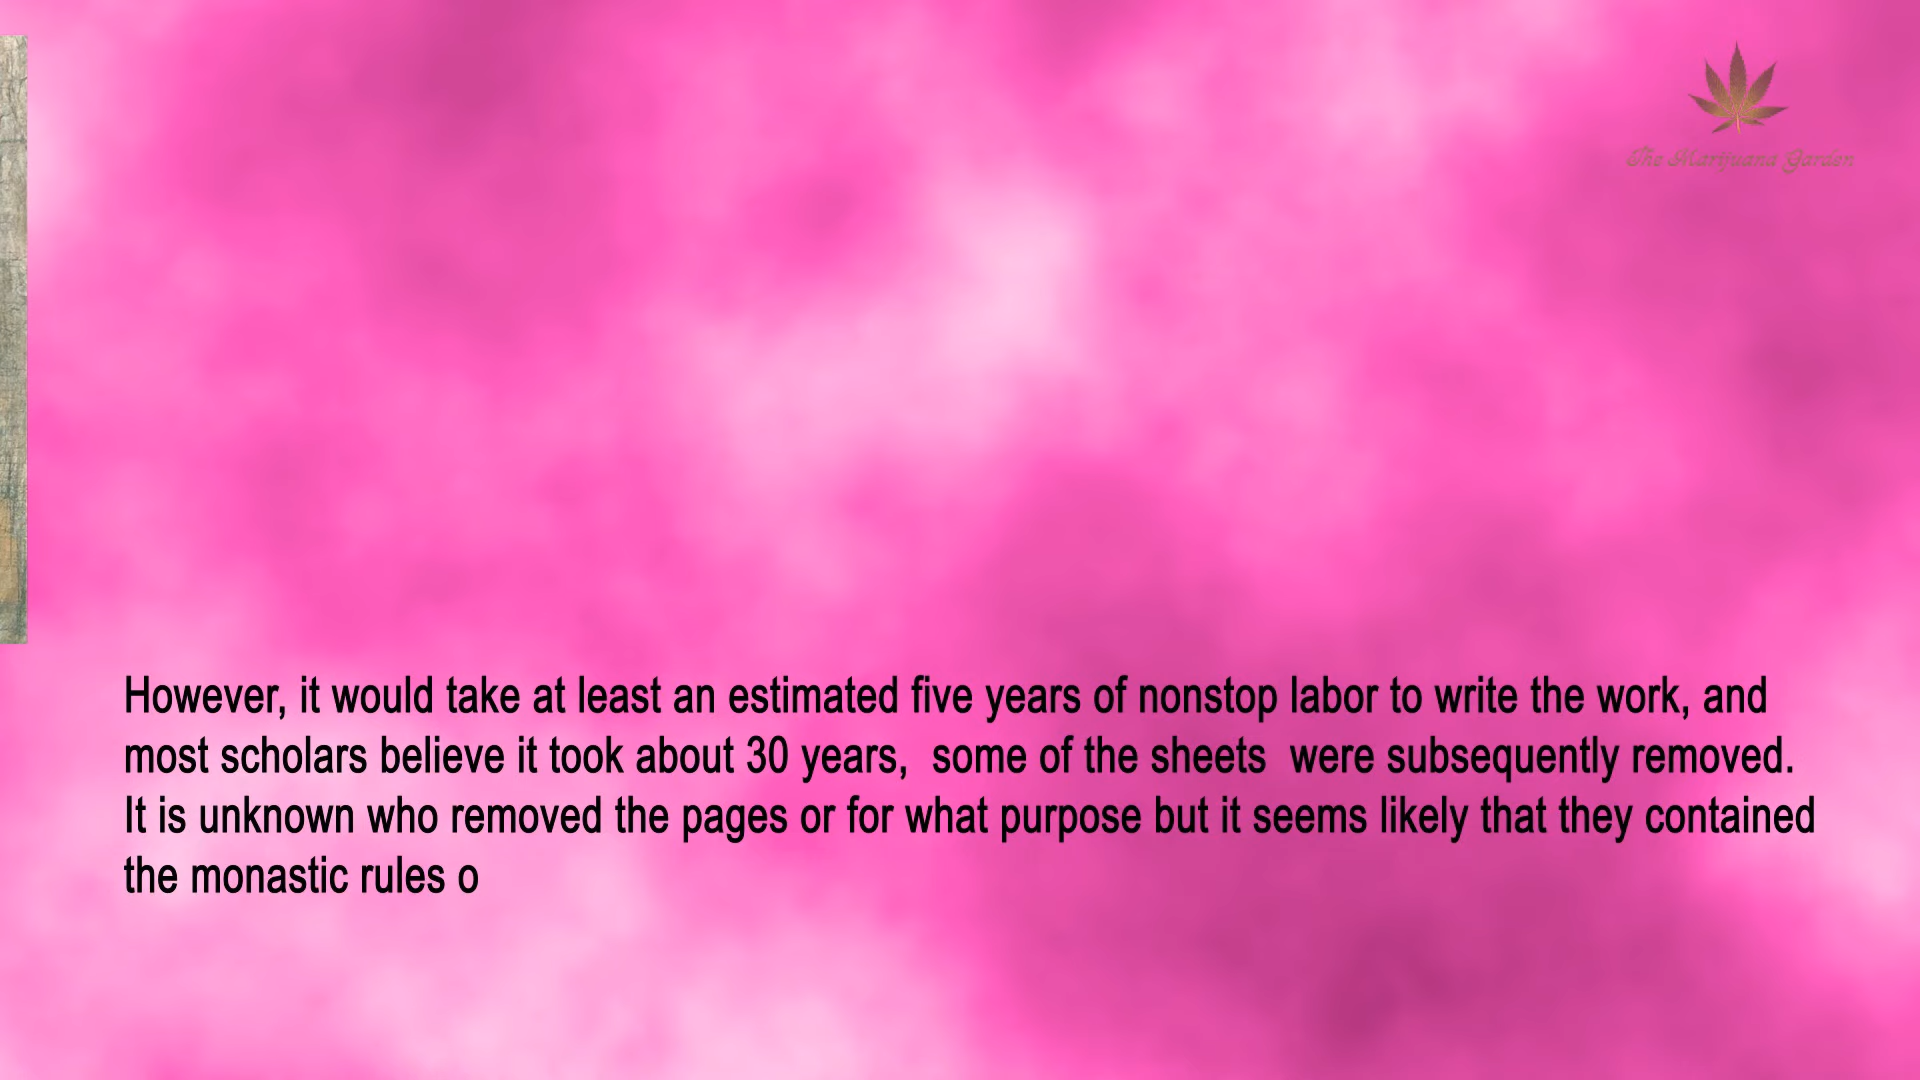 The Marijuana Garden
However, it would take at least an estimated five years of nonstop labor to write the work, and
most scholars believe it took about 30 years,  some of the sheets  were subsequently removed.
It is unknown who removed the pages or for what purpose but it seems likely that they contained
the monastic rules o